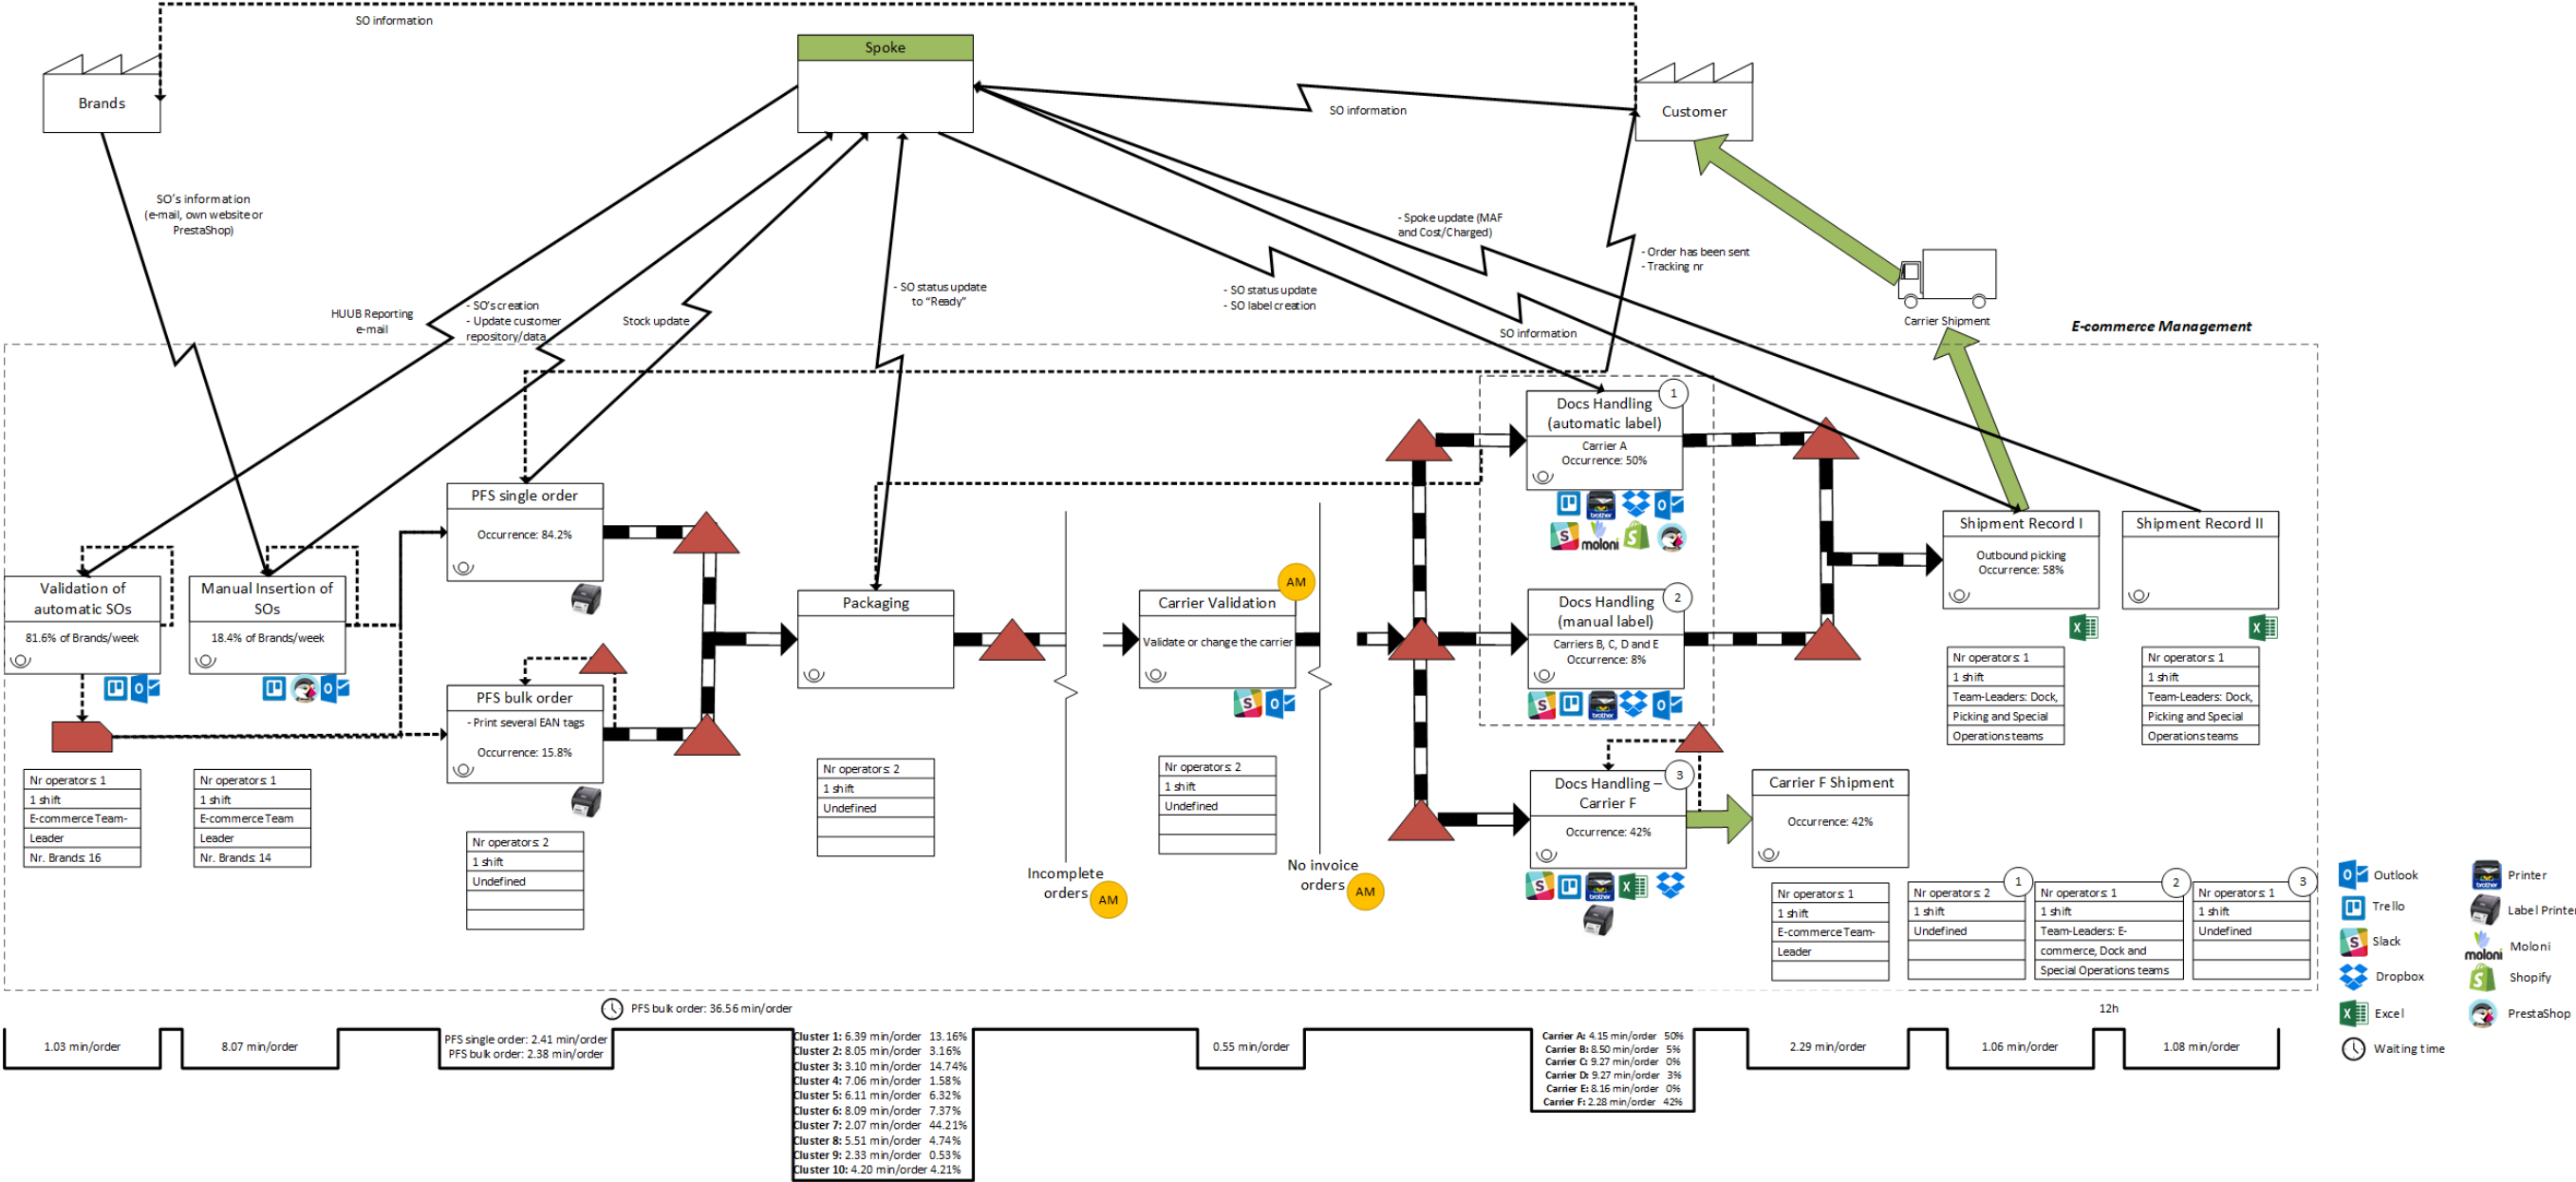 SO information
Spoke
Brands
SO information
Customer
SO's information
(e-mail, own website or
PrestaShop)
- Spoke update (MAF
and Cost/Charged)
- Order has been sent
- Tracking nr
- SO status update
to "Ready"
- SO status update
- SO label creation
HUUB Reporting
e-mail
- SO's creation
- Update customer
repository/data
Stock update
SO information
Carrier Shipment
E-commerce Management
Docs Handling
(automatic label)
1
Carrier A
Occurrence: 50%
brother
moloni
PFS single order
Occurrence: 84.2%
Shipment Record I
Outbound picking
Occurrence: 58%
Shipment Record II
Validation of
automatic SOs
81.6% of Brands/week
Manual Insertion of
SOs
18.4% of Brands/week
Packaging
Carrier Validation
AM
Validate or change the carrier
Docs Handling
(manual label)
2
Carriers B, C, D and E
Occurrence: 8%
brother
PFS bulk order
- Print several EAN tags
Occurrence: 15.8%
Docs Handling –
Carrier F
3
Occurrence: 42%
brother
Carrier F Shipment
Occurrence: 42%
Nr operators: 1
1 shift
Team-Leaders: Dock,
Picking and Special
Operations teams
Nr operators: 1
1 shift
Team-Leaders: Dock,
Picking and Special
Operations teams
Nr operators: 1
1 shift
E-commerce Team-
Leader
Nr. Brands: 16
Nr operators: 1
1 shift
E-commerce Team
Leader
Nr. Brands: 14
Nr operators: 2
1 shift
Undefined
Nr operators: 2
1 shift
Undefined
Nr operators: 2
1 shift
Undefined
Incomplete
orders
AM
No invoice
orders
AM
Nr operators: 1
1 shift
E-commerce Team-
Leader
1
Nr operators: 2
1 shift
Undefined
2
Nr operators: 1
1 shift
Team-Leaders: E-
commerce, Dock and
Special Operations teams
3
Nr operators: 1
1 shift
Undefined
Outlook
Trello
Slack
Dropbox
Excel
Waiting time
brother
Printer
Label Printer
moloni
Moloni
Shopify
PrestaShop
PFS bulk order: 36.56 min/order
12h
1.03 min/order
8.07 min/order
PFS single order: 2.41 min/order
PFS bulk order: 2.38 min/order
Cluster 1: 6.39 min/order 13.16%
Cluster 2: 8.05 min/order 3.16%
Cluster 3: 3.10 min/order 14.74%
Cluster 4: 7.06 min/order 1.58%
Cluster 5: 6.11 min/order 6.32%
Cluster 6: 8.09 min/order 7.37%
Cluster 7: 2.07 min/order 44.21%
Cluster 8: 5.51 min/order 4.74%
Cluster 9: 2.33 min/order 0.53%
Cluster 10: 4.20 min/order 4.21%
0.55 min/order
Carrier A: 4.15 min/order 50%
Carrier B: 8.50 min/order 5%
Carrier C: 9.27 min/order 0%
Carrier D: 9.27 min/order 3%
Carrier E: 8.16 min/order 0%
Carrier F: 2.28 min/order 42%
2.29 min/order
1.06 min/order
1.08 min/order